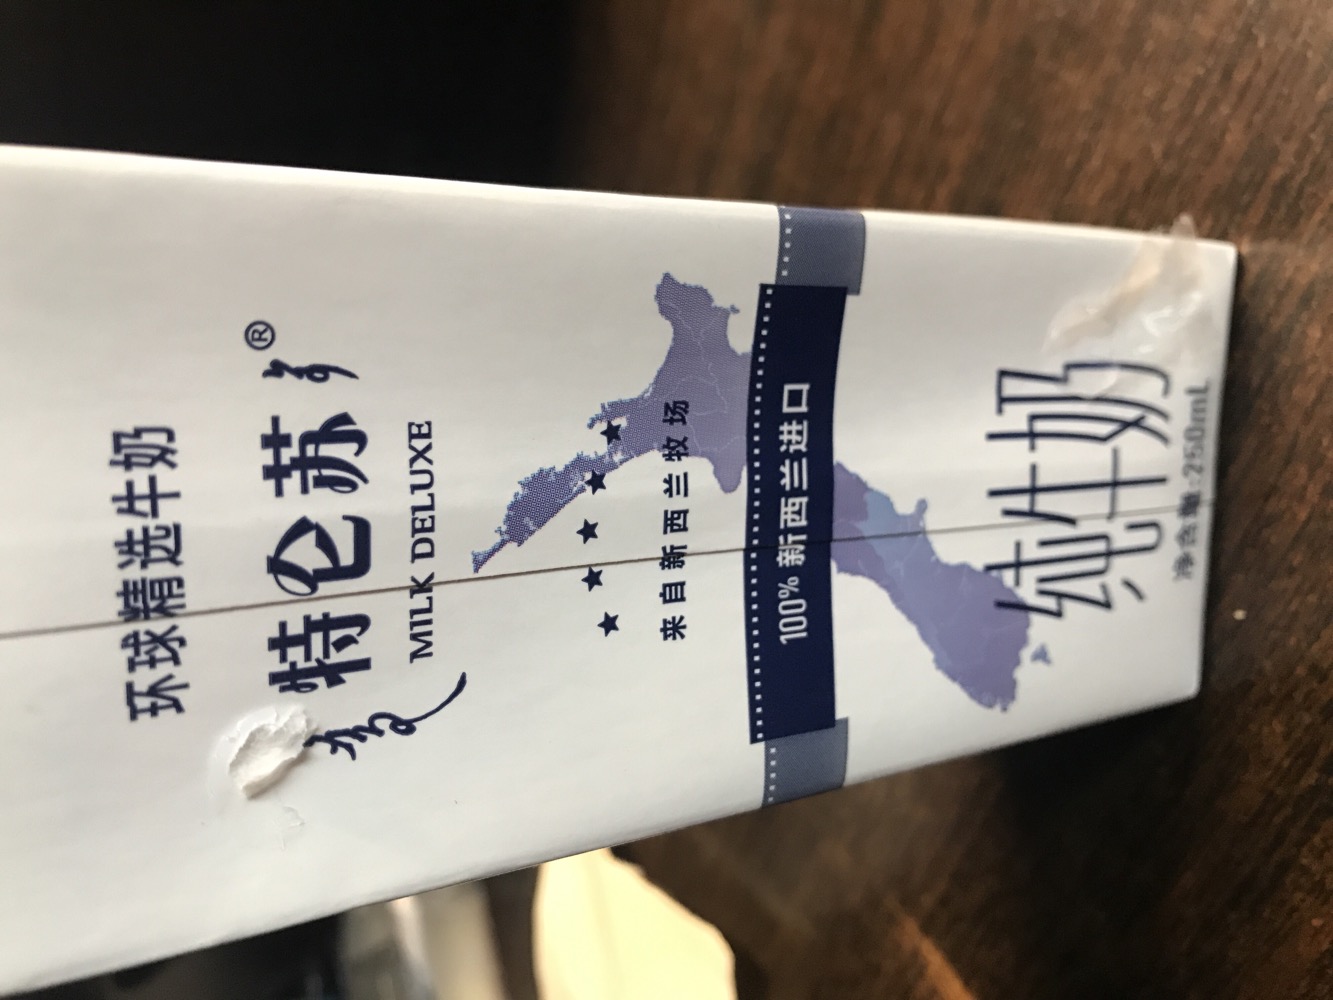 环球精选牛奶
特仑苏®
MILK DELUXE
来自新西兰牧场
100% 新西兰进口
纯牛奶
净含量:250mL